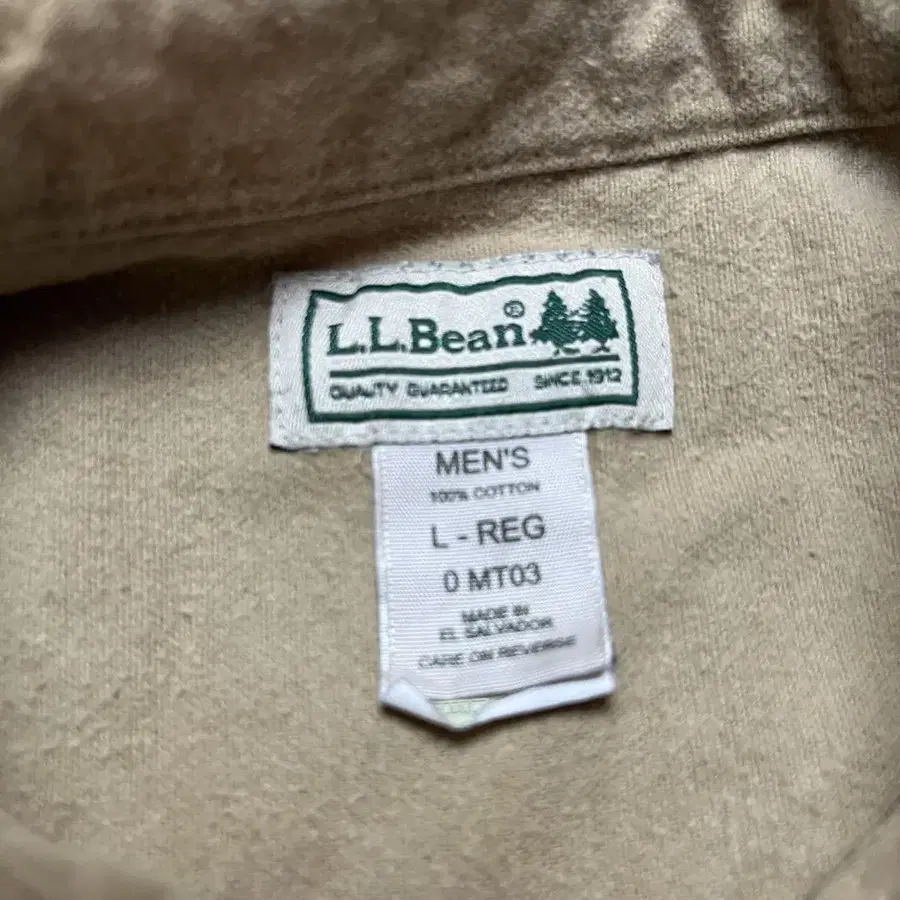 L.L.Bean®
QUALITY GUARANTEED SINCE 1912
MEN'S
100% COTTON
L - REG
0 MT03
MADE IN
EL SALVADOR
CARE ON REVERSE